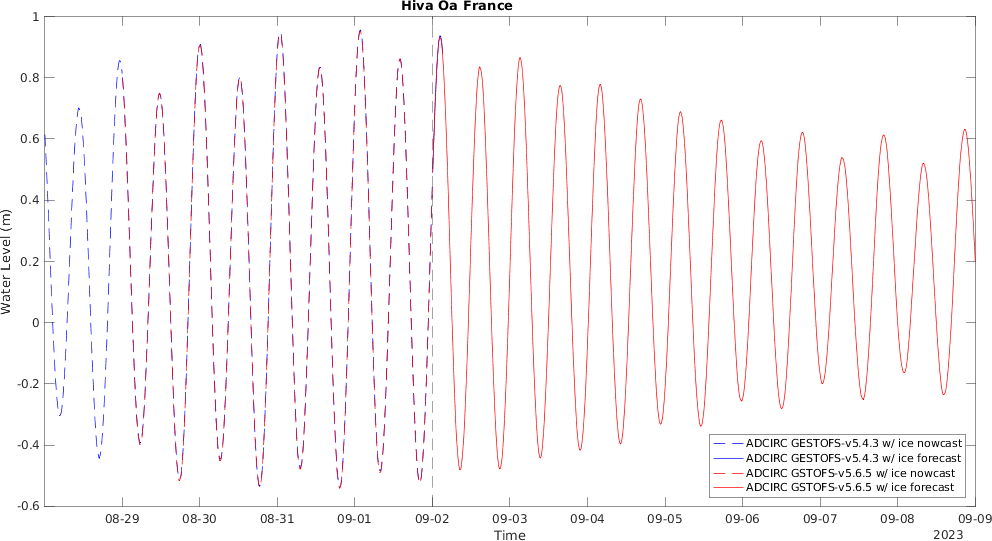 Hiva Oa France
1
0.8
0.6
0.4
0.2
0
-0.2
-0.4
-0.6
Water Level (m)
ADCIRC GESTOFS-v5.4.3 w/ ice nowcast
ADCIRC GESTOFS-v5.4.3 w/ ice forecast
ADCIRC GSTOFS-v5.6.5 w/ ice nowcast
ADCIRC GSTOFS-v5.6.5 w/ ice forecast
08-29 08-30 08-31 09-01 09-02 09-03 09-04 09-05 09-06 09-07 09-08 09-09
Time
2023